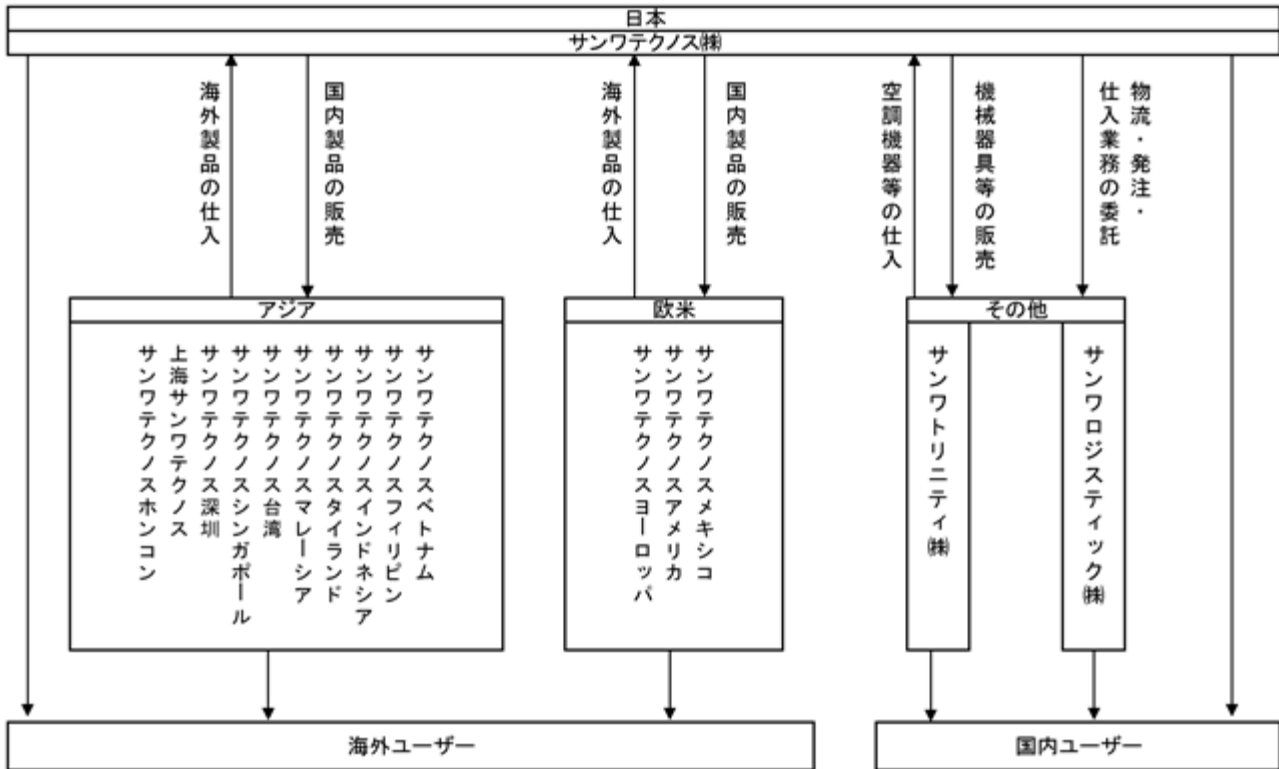 日本
サンワテクノス㈱
海外製品の仕入
国内製品の販売
海外製品の仕入
国内製品の販売
空調機器等の仕入
機械器具等の販売
物流・発注・
仕入業務の委託
アジア
サンワテクノスホンコン
上海サンワテクノス
サンワテクノス深圳
サンワテクノスシンガポール
サンワテクノス台湾
サンワテクノスマレーシア
サンワテクノスタイランド
サンワテクノスインドネシア
サンワテクノスフィリピン
サンワテクノスベトナム
欧米
サンワテクノスヨーロッパ
サンワテクノスアメリカ
サンワテクノスメキシコ
その他
サンワトリニティ㈱
サンワロジスティック㈱
海外ユーザー
国内ユーザー